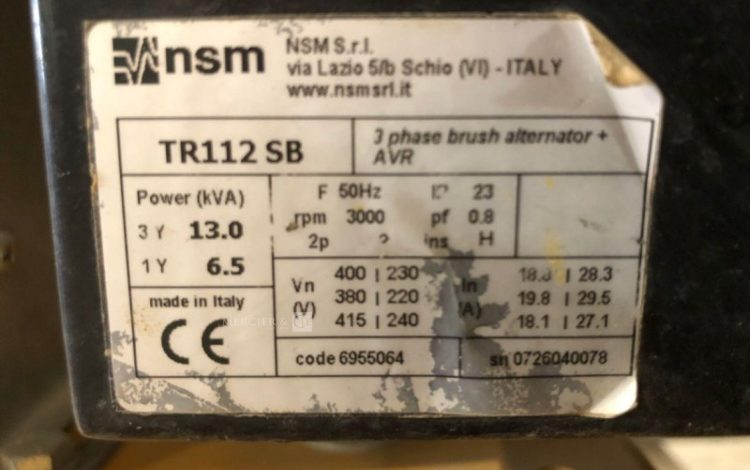 nsm
NSM S.r.l.
via Lazio 5/b Schio (VI) - ITALY
www.nsmsrl.it
TR112 SB
3 phase brush alternator +
AVR
Power (kVA)
3 Y 13.0
1 Y 6.5
F 50Hz 23
rpm 3000 pf 0.8
2p ins H
made in Italy
CE
Vn 400 | 230
(V) 380 | 220
415 | 240
In | 28.3
(A) 19.8 | 29.5
18.1 | 27.1
code 6955064
sn 0726040078